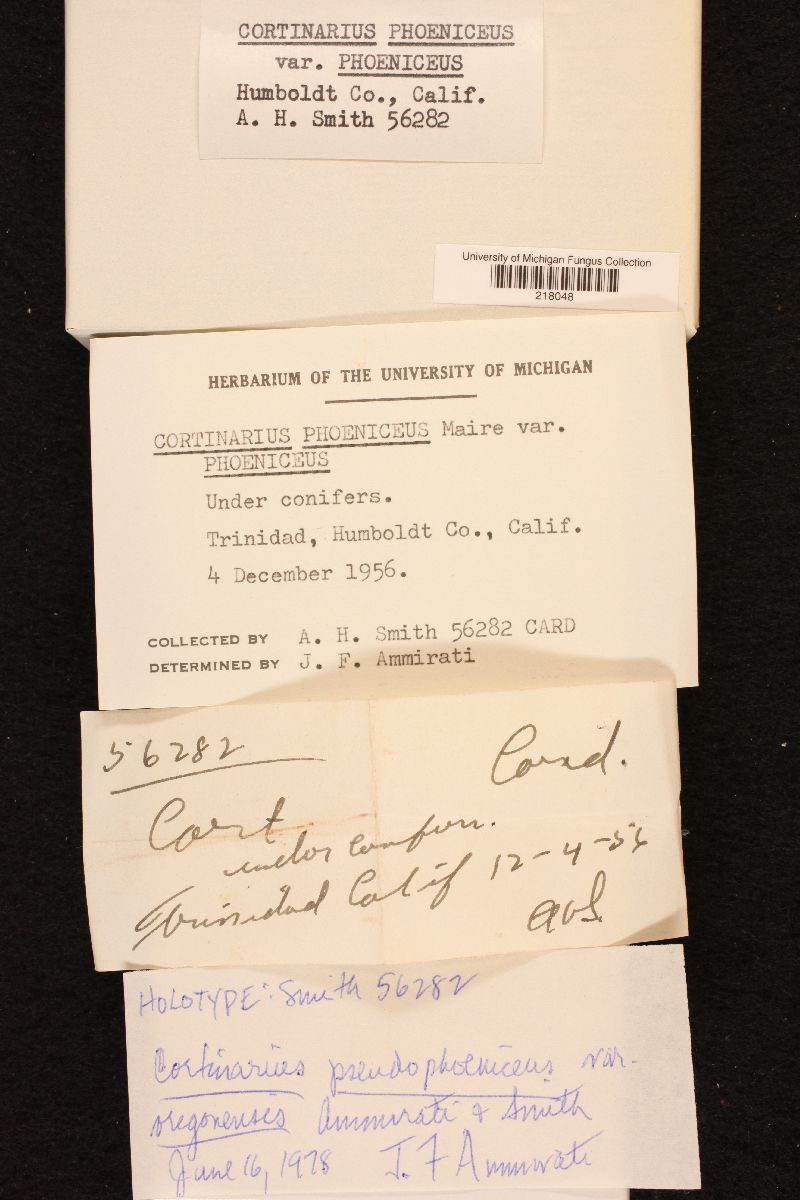 CORTINARIUS PHOENICEUS
var. PHOENICEUS
Humboldt Co., Calif.
A. H. Smith 56282
University of Michigan Fungus Collection
218048
HERBARIUM OF THE UNIVERSITY OF MICHIGAN
CORTINARIUS PHOENICEUS Maire var.
PHOENICEUS
Under conifers.
Trinidad, Humboldt Co., Calif.
4 December 1956.
COLLECTED BY A. H. Smith 56282 CARD
DETERMINED BY J. F. Ammirati
56282
Card.
Cort
under conifers.
Trinidad Calif 12-4-56
AHS
HOLOTYPE: Smith 56282
Cortinarius pseudophoeniceus var.
oregonensis Ammirati & Smith
June 16, 1978 J. F Ammirati